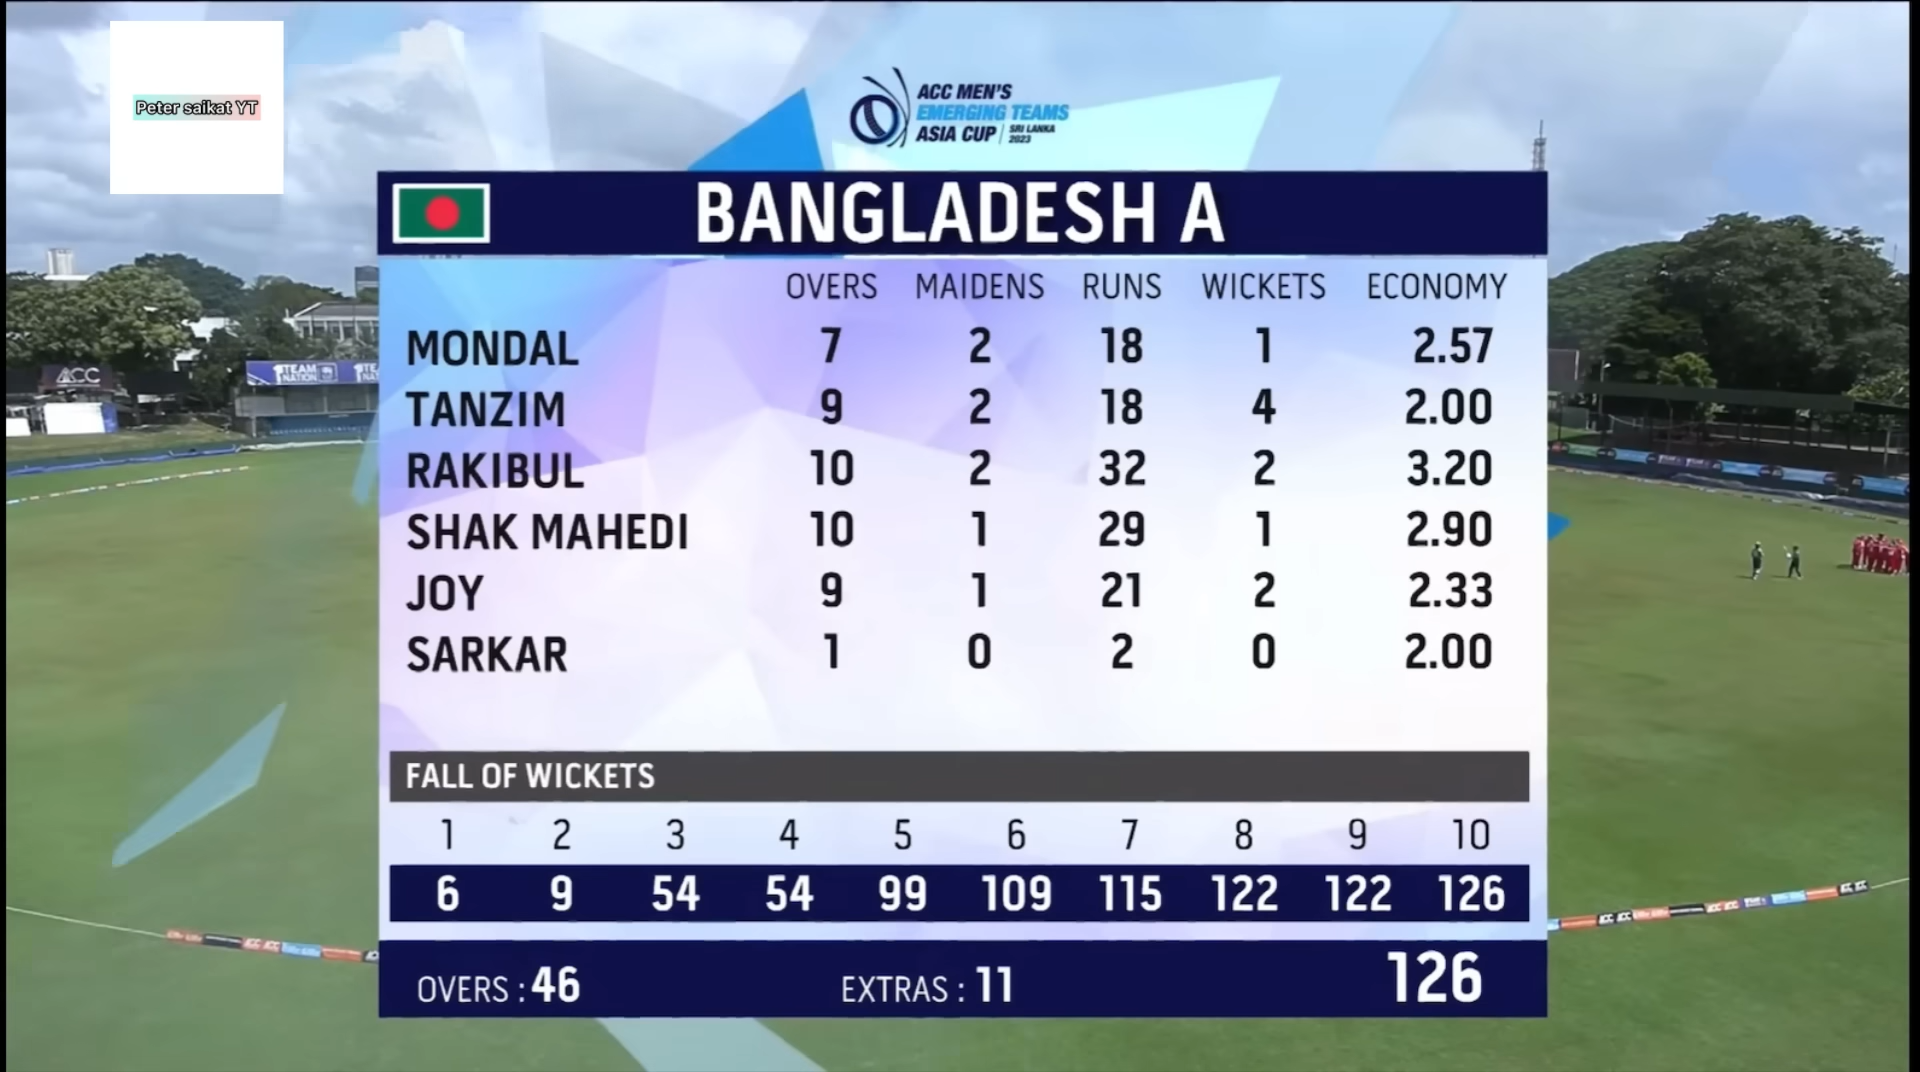 Peter saikat YT
ACC MEN'S
EMERGING TEAMS
ASIA CUP SRI LANKA 2023
BANGLADESH A
OVERS MAIDENS RUNS WICKETS ECONOMY
MONDAL 7 2 18 1 2.57
TANZIM 9 2 18 4 2.00
RAKIBUL 10 2 32 2 3.20
SHAK MAHEDI 10 1 29 1 2.90
JOY 9 1 21 2 2.33
SARKAR 1 0 2 0 2.00
FALL OF WICKETS
1 2 3 4 5 6 7 8 9 10
6 9 54 54 99 109 115 122 122 126
OVERS : 46 EXTRAS : 11 126
ACC
1 TEAM
NATION